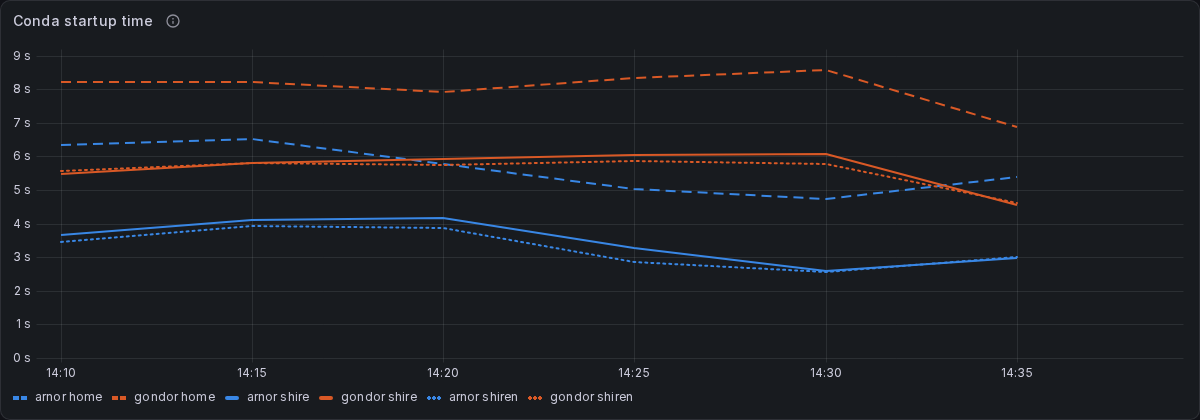 Conda startup time
9 s
8 s
7 s
6 s
5 s
4 s
3 s
2 s
1 s
0 s
14:10 14:15 14:20 14:25 14:30 14:35
arnor home gondor home arnor shire gondor shire arnor shiren gondor shiren